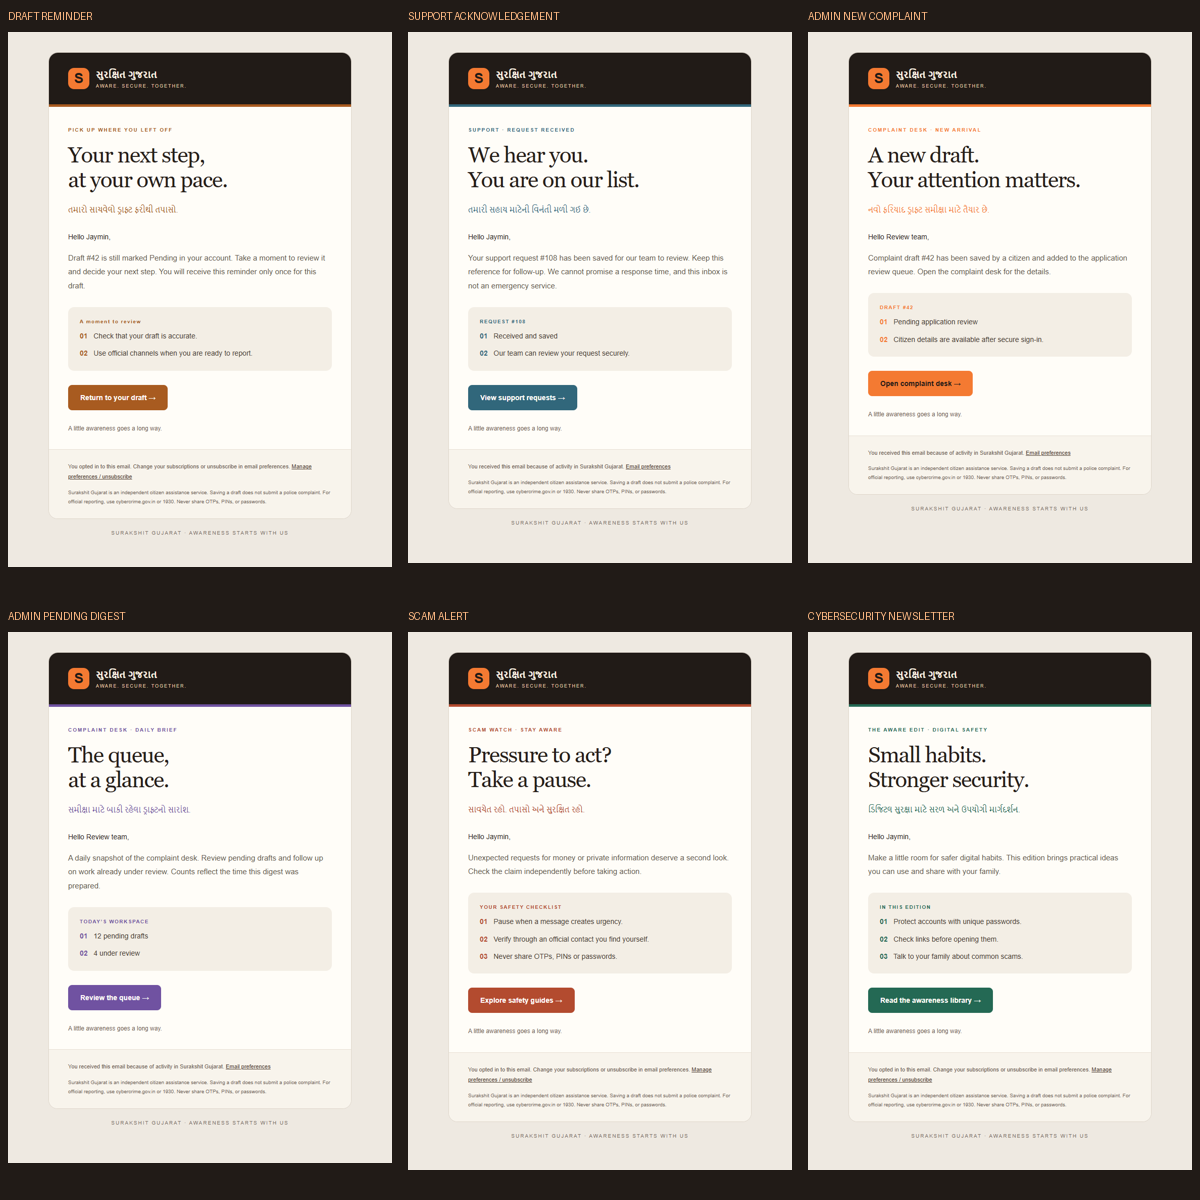 DRAFT REMINDER
સુરક્ષિત ગુજરાત
AWARE. SECURE. TOGETHER.
PICK UP WHERE YOU LEFT OFF
Your next step,
at your own pace.
તમારો સાચવેલો ડ્રાફ્ટ ફરીથી તપાસો.
Hello Jaymin,
Draft #42 is still marked Pending in your account. Take a moment to review it
and decide your next step. You will receive this reminder only once for this
draft.
A moment to review
01 Check that your draft is accurate.
02 Use official channels when you are ready to report.
Return to your draft →
A little awareness goes a long way.
You opted in to this email. Change your subscriptions or unsubscribe in email preferences. Manage
preferences / unsubscribe
Surakshit Gujarat is an independent citizen assistance service. Saving a draft does not submit a police complaint. For
official reporting, use cybercrime.gov.in or 1930. Never share OTPs, PINs, or passwords.
SURAKSHIT GUJARAT · AWARENESS STARTS WITH US
SUPPORT ACKNOWLEDGEMENT
S સુરક્ષિત ગુજરાત
AWARE. SECURE. TOGETHER.
SUPPORT · REQUEST RECEIVED
We hear you.
You are on our list.
તમારી સહાય માટેની વિનંતી મળી ગઈ છે.
Hello Jaymin,
Your support request #108 has been saved for our team to review. Keep this
reference for follow-up. We cannot promise a response time, and this inbox is
not an emergency service.
REQUEST #108
01 Received and saved
02 Our team can review your request securely.
View support requests →
A little awareness goes a long way.
You received this email because of activity in Surakshit Gujarat. Email preferences
Surakshit Gujarat is an independent citizen assistance service. Saving a draft does not submit a police complaint. For
official reporting, use cybercrime.gov.in or 1930. Never share OTPs, PINs, or passwords.
SURAKSHIT GUJARAT · AWARENESS STARTS WITH US
ADMIN NEW COMPLAINT
S સુરક્ષિત ગુજરાત
AWARE. SECURE. TOGETHER.
COMPLAINT DESK · NEW ARRIVAL
A new draft.
Your attention matters.
નવો ફરિયાદ ડ્રાફ્ટ સમીક્ષા માટે તૈયાર છે.
Hello Review team,
Complaint draft #42 has been saved by a citizen and added to the application
review queue. Open the complaint desk for the details.
DRAFT #42
01 Pending application review
02 Citizen details are available after secure sign-in.
Open complaint desk →
A little awareness goes a long way.
You received this email because of activity in Surakshit Gujarat. Email preferences
Surakshit Gujarat is an independent citizen assistance service. Saving a draft does not submit a police complaint. For
official reporting, use cybercrime.gov.in or 1930. Never share OTPs, PINs, or passwords.
SURAKSHIT GUJARAT · AWARENESS STARTS WITH US
ADMIN PENDING DIGEST
S સુરક્ષિત ગુજરાત
AWARE. SECURE. TOGETHER.
COMPLAINT DESK · DAILY BRIEF
The queue,
at a glance.
સમીક્ષા માટે બાકી રહેલા ડ્રાફ્ટનો સારાંશ.
Hello Review team,
A daily snapshot of the complaint desk. Review pending drafts and follow up
on work already under review. Counts reflect the time this digest was
prepared.
TODAY'S WORKSPACE
01 12 pending drafts
02 4 under review
Review the queue →
A little awareness goes a long way.
You received this email because of activity in Surakshit Gujarat. Email preferences
Surakshit Gujarat is an independent citizen assistance service. Saving a draft does not submit a police complaint. For
official reporting, use cybercrime.gov.in or 1930. Never share OTPs, PINs, or passwords.
SURAKSHIT GUJARAT · AWARENESS STARTS WITH US
SCAM ALERT
S સુરક્ષિત ગુજરાત
AWARE. SECURE. TOGETHER.
SCAM WATCH · STAY AWARE
Pressure to act?
Take a pause.
સાવચેત રહો. તપાસો અને સુરક્ષિત રહો.
Hello Jaymin,
Unexpected requests for money or private information deserve a second look.
Check the claim independently before taking action.
YOUR SAFETY CHECKLIST
01 Pause when a message creates urgency.
02 Verify through an official contact you find yourself.
03 Never share OTPs, PINs or passwords.
Explore safety guides →
A little awareness goes a long way.
You opted in to this email. Change your subscriptions or unsubscribe in email preferences. Manage
preferences / unsubscribe
Surakshit Gujarat is an independent citizen assistance service. Saving a draft does not submit a police complaint. For
official reporting, use cybercrime.gov.in or 1930. Never share OTPs, PINs, or passwords.
SURAKSHIT GUJARAT · AWARENESS STARTS WITH US
CYBERSECURITY NEWSLETTER
S સુરક્ષિત ગુજરાત
AWARE. SECURE. TOGETHER.
THE AWARE EDIT · DIGITAL SAFETY
Small habits.
Stronger security.
ડિજિટલ સુરક્ષા માટે સરળ અને ઉપયોગી માર્ગદર્શન.
Hello Jaymin,
Make a little room for safer digital habits. This edition brings practical ideas
you can use and share with your family.
IN THIS EDITION
01 Protect accounts with unique passwords.
02 Check links before opening them.
03 Talk to your family about common scams.
Read the awareness library →
A little awareness goes a long way.
You opted in to this email. Change your subscriptions or unsubscribe in email preferences. Manage
preferences / unsubscribe
Surakshit Gujarat is an independent citizen assistance service. Saving a draft does not submit a police complaint. For
official reporting, use cybercrime.gov.in or 1930. Never share OTPs, PINs, or passwords.
SURAKSHIT GUJARAT · AWARENESS STARTS WITH US